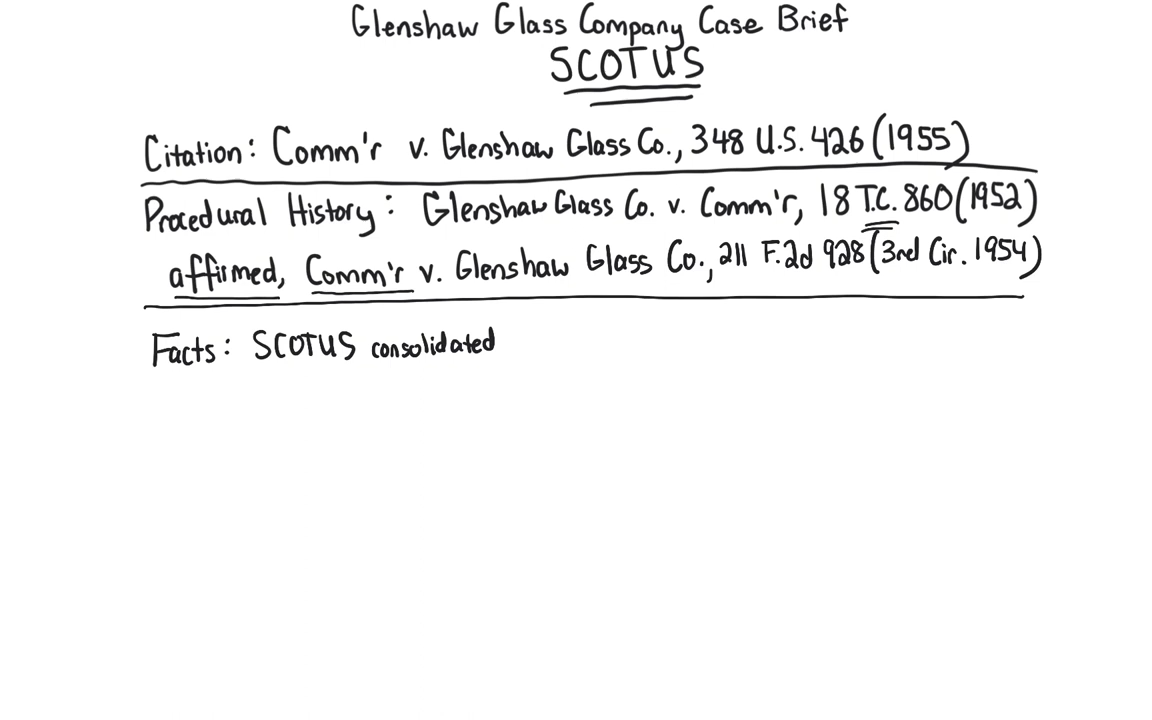 Glenshaw Glass Company Case Brief
SCOTUS
Citation: Comm'r v. Glenshaw Glass Co., 348 U.S. 426 (1955)
Procedural History: Glenshaw Glass Co. v. Comm'r, 18 T.C. 860 (1952)
affirmed, Comm'r v. Glenshaw Glass Co., 211 F.2d 928 (3rd Cir. 1954)
Facts: SCOTUS consolidated